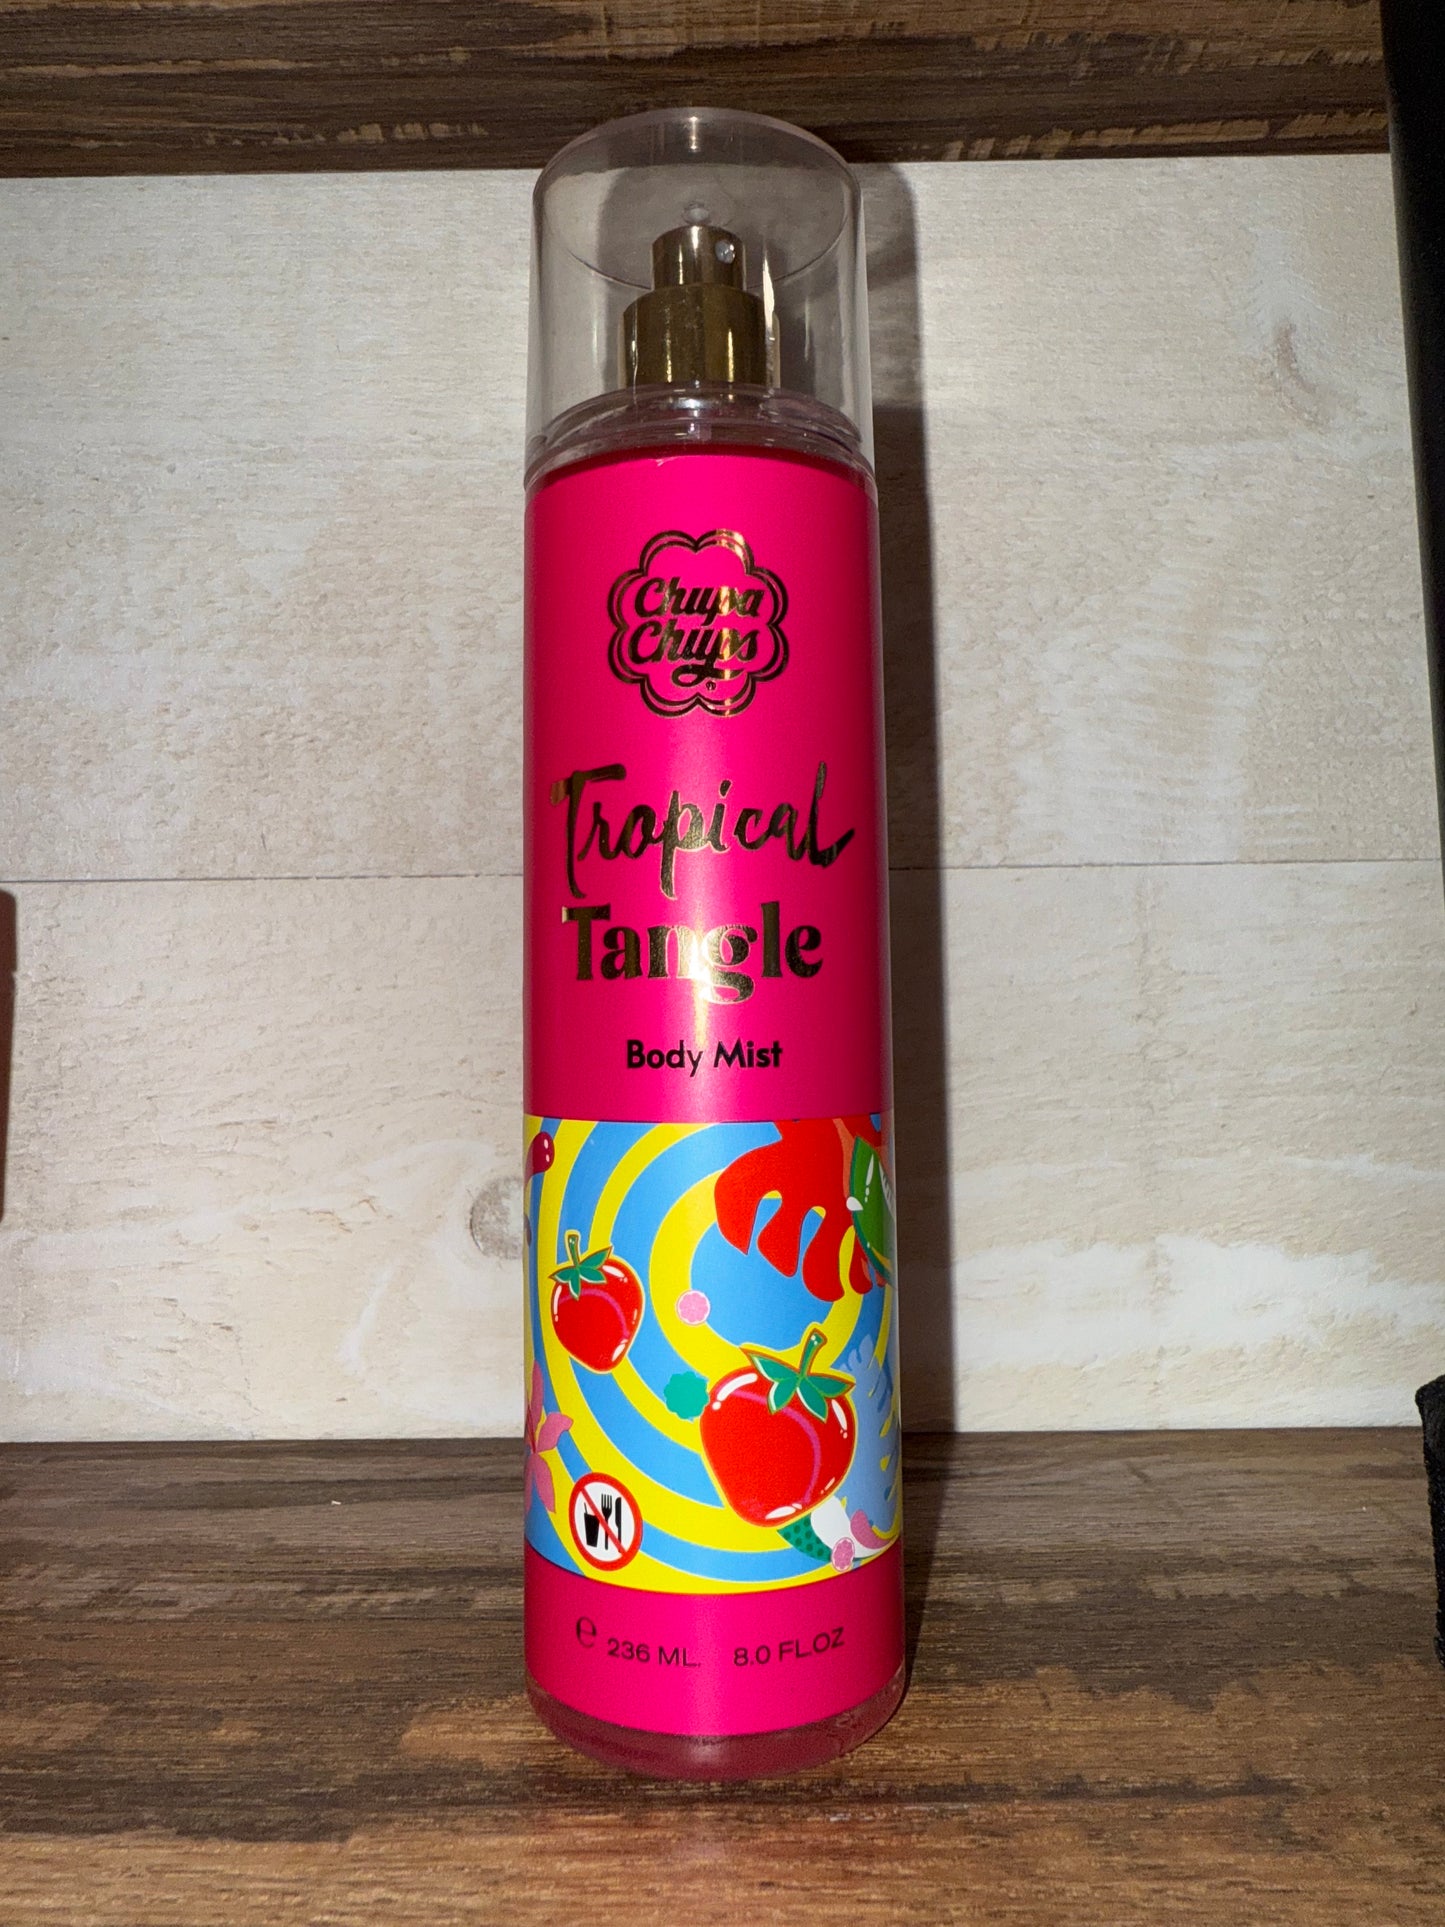 Chupa
Chups
Tropical
Tangle
Body Mist
℮ 236 ML. 8.0 FL.OZ